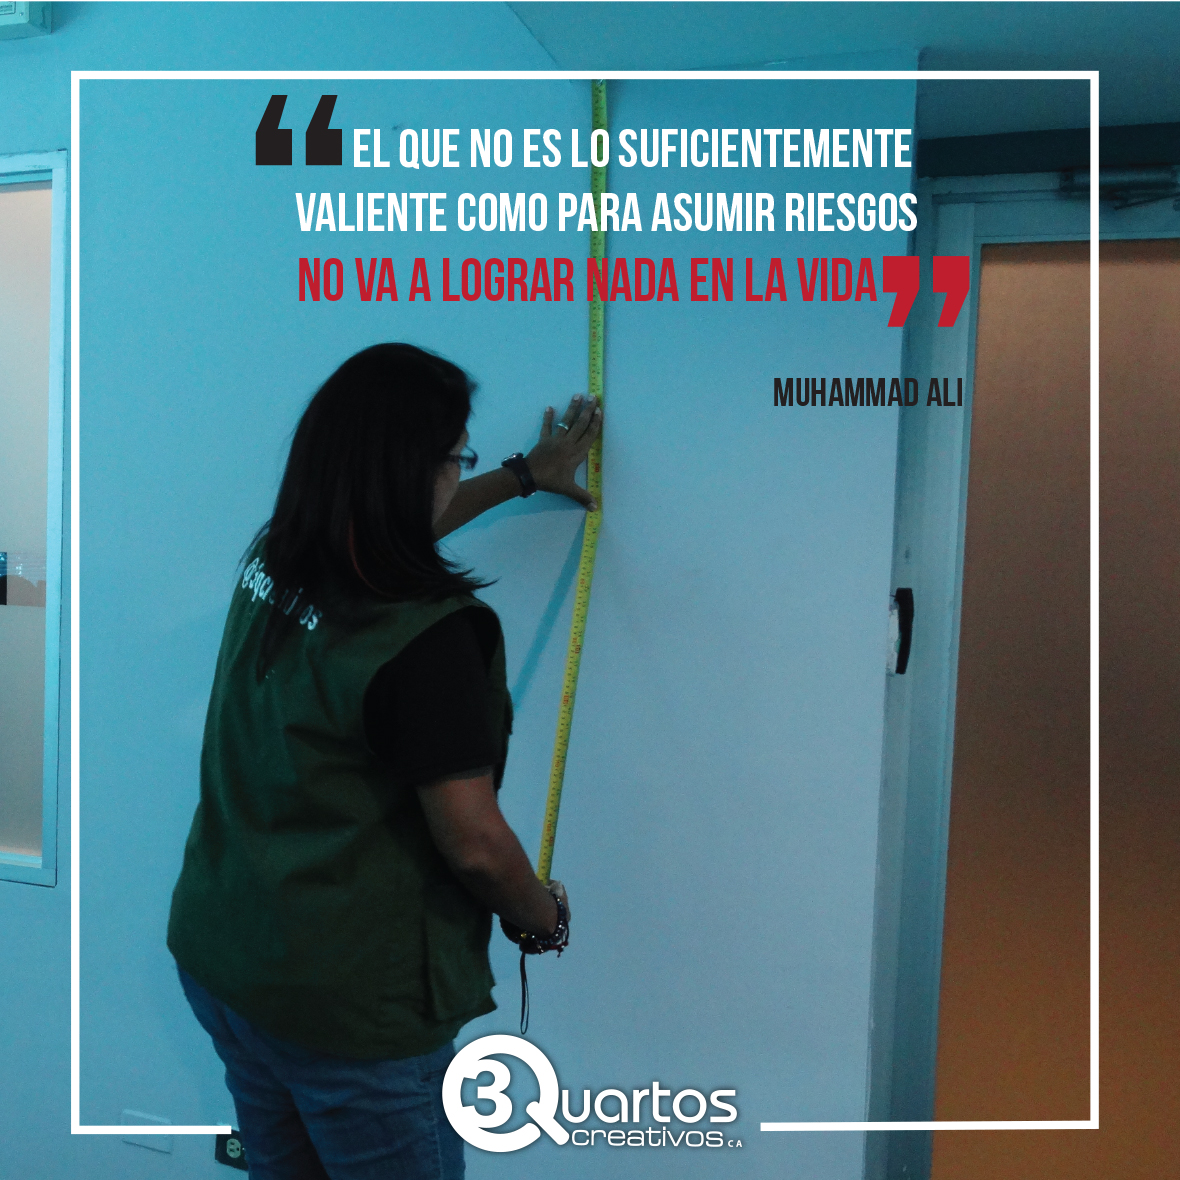 “ EL QUE NO ES LO SUFICIENTEMENTE
VALIENTE COMO PARA ASUMIR RIESGOS
NO VA A LOGRAR NADA EN LA VIDA ”
MUHAMMAD ALI
3Quartos
creativos CA